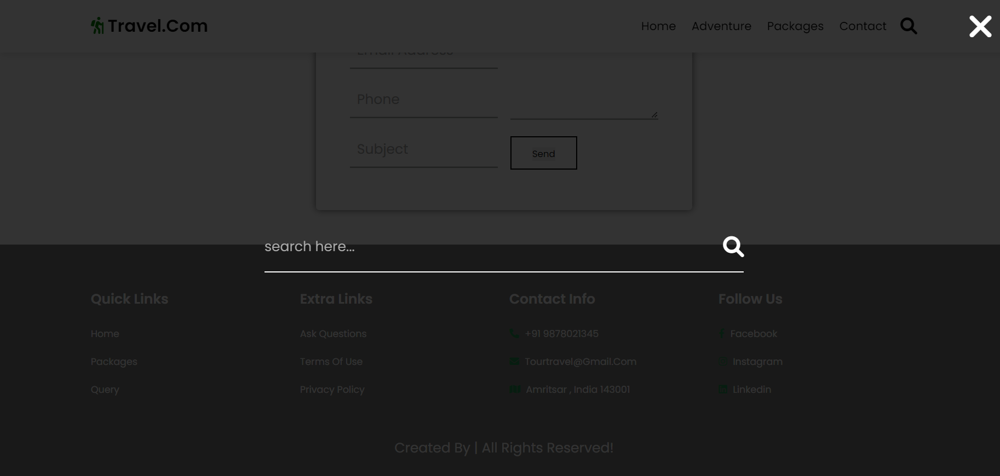 Travel.Com
Home Adventure Packages Contact
Email Address
Phone
Subject
Send
search here...
Quick Links
Home
Packages
Query
Extra Links
Ask Questions
Terms Of Use
Privacy Policy
Contact Info
+91 9878021345
Tourtravel@Gmail.Com
Amritsar , India 143001
Follow Us
Facebook
Instagram
Linkedin
Created By | All Rights Reserved!